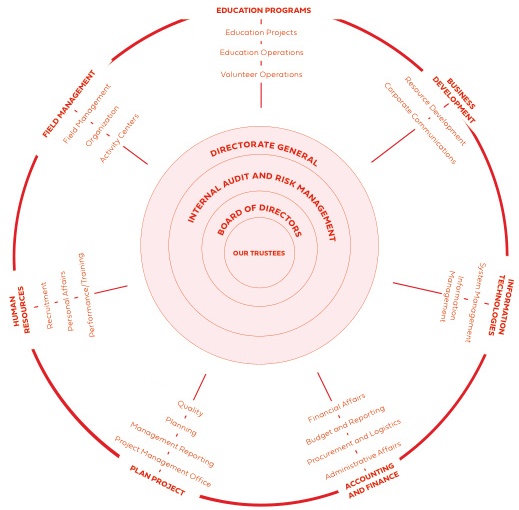 EDUCATION PROGRAMS
Education Projects
Education Operations
Volunteer Operations
BUSINESS
DEVELOPMENT
Resource Development
Corporate Communications
INFORMATION
TECHNOLOGIES
System Management
Information
Management
Financial Affairs
Budget and Reporting
Procurement and Logistics
Administrative Affairs
ACCOUNTING
AND FINANCE
Quality
Planning
Management Reporting
Project Management Office
PLAN PROJECT
HUMAN
RESOURCES
Recruitment
Personal Affairs
Performance/Training
FIELD MANAGEMENT
Field Management
Organization
Activity Centers
DIRECTORATE GENERAL
INTERNAL AUDIT AND RISK MANAGEMENT
BOARD OF DIRECTORS
OUR TRUSTEES